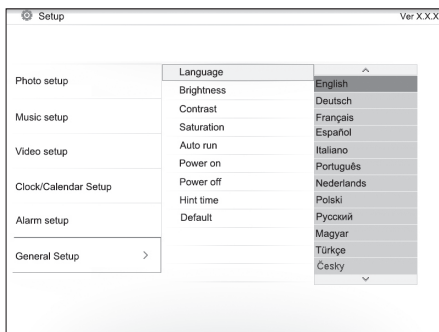 Setup
Ver X.X.X
Photo setup
Music setup
Video setup
Clock/Calendar Setup
Alarm setup
General Setup
Language
Brightness
Contrast
Saturation
Auto run
Power on
Power off
Hint time
Default
English
Deutsch
Français
Español
Italiano
Português
Nederlands
Polski
Русский
Magyar
Türkçe
Česky